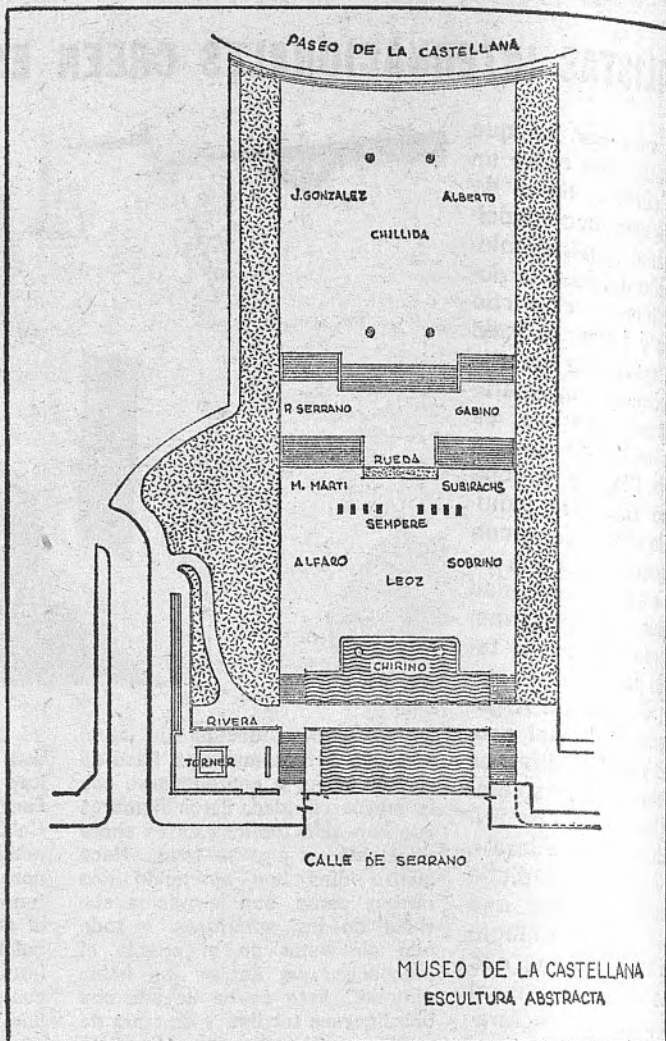 PASEO DE LA CASTELLANA
J. GONZALEZ
ALBERTO
CHILLIDA
P. SERRANO
GABINO
RUEDA
M. MARTI
SUBIRACHS
SEMPERE
ALFARO
SOBRINO
LEOZ
CHIRINO
RIVERA
TORNER
CALLE DE SERRANO
MUSEO DE LA CASTELLANA
ESCULTURA ABSTRACTA